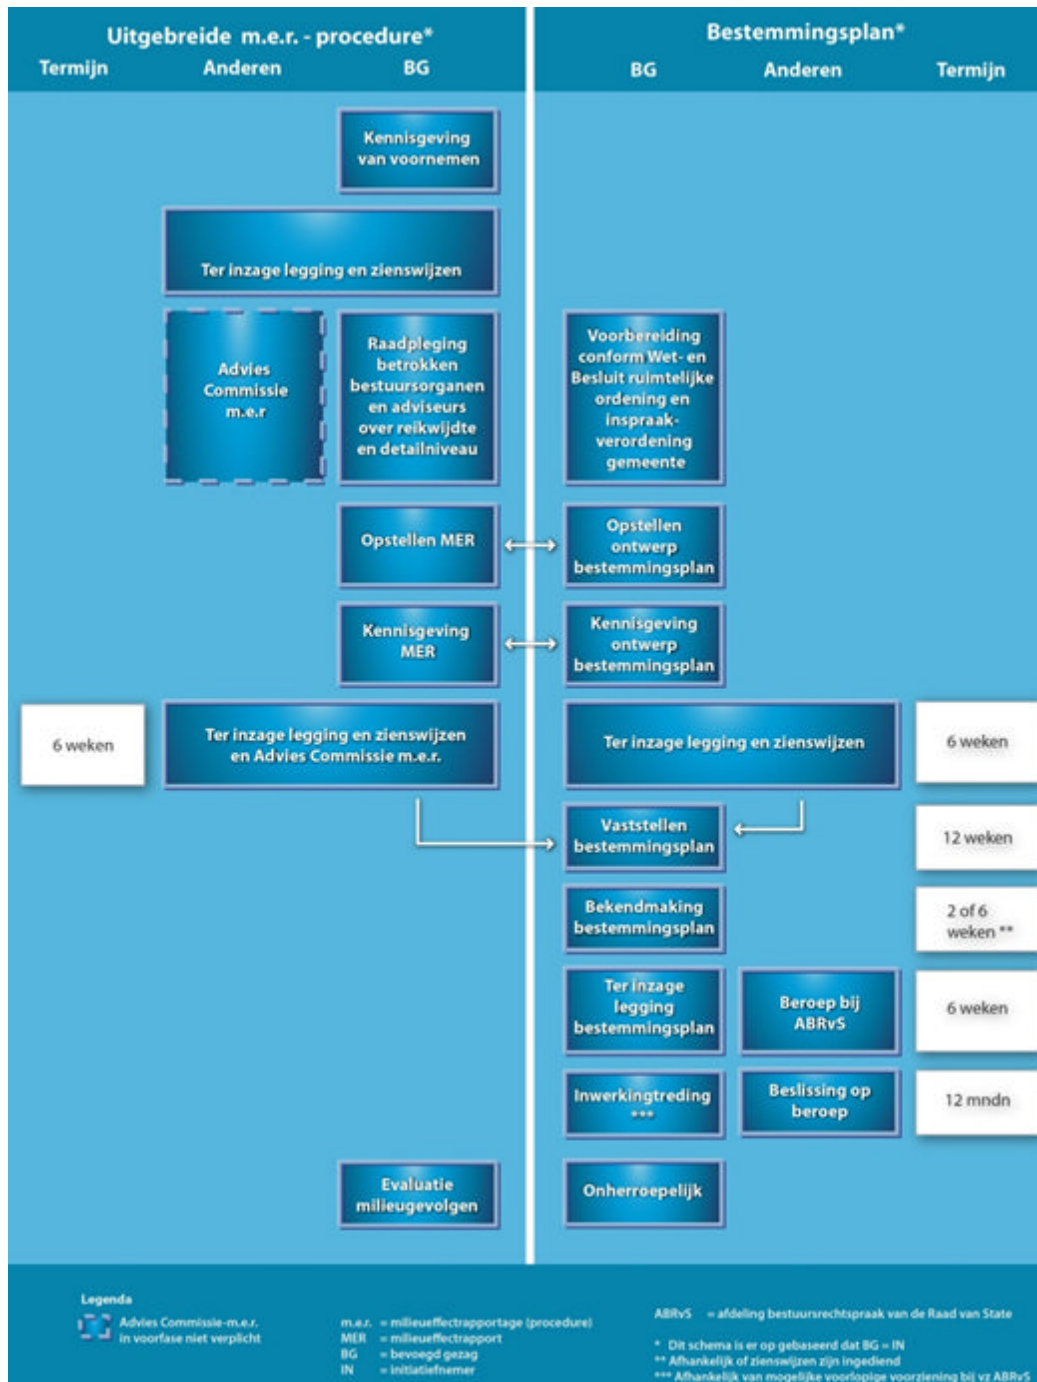 Uitgebreide m.e.r. - procedure*
Termijn Anderen BG
Bestemmingsplan*
BG Anderen Termijn
Kennisgeving
van voornemen
Ter inzage legging en zienswijzen
Advies
Commissie
m.e.r
Raadpleging
betrokken
bestuursorganen
en adviseurs
over reikwijdte
en detailniveau
Voorbereiding
conform Wet- en
Besluit ruimtelijke
ordening en
inspraak-
verordening
gemeente
Opstellen MER
Opstellen
ontwerp
bestemmingsplan
Kennisgeving
MER
Kennisgeving
ontwerp
bestemmingsplan
6 weken
Ter inzage legging en zienswijzen
en Advies Commissie m.e.r.
Ter inzage legging en zienswijzen
6 weken
Vaststellen
bestemmingsplan
12 weken
Bekendmaking
bestemmingsplan
2 of 6
weken **
Ter inzage
legging
bestemmingsplan
Beroep bij
ABRvS
6 weken
Inwerkingtreding
***
Beslissing op
beroep
12 mndn
Evaluatie
milieugevolgen
Onherroepelijk
Legenda
Advies Commissie-m.e.r.
in voorfase niet verplicht
m.e.r. = milieueffectrapportage (procedure)
MER = milieueffectrapport
BG = bevoegd gezag
IN = initiatiefnemer
ABRvS = afdeling bestuursrechtspraak van de Raad van State
* Dit schema is er op gebaseerd dat BG = IN
** Afhankelijk of zienswijzen zijn ingediend
*** Afhankelijk van mogelijke voorlopige voorziening bij vz ABRvS